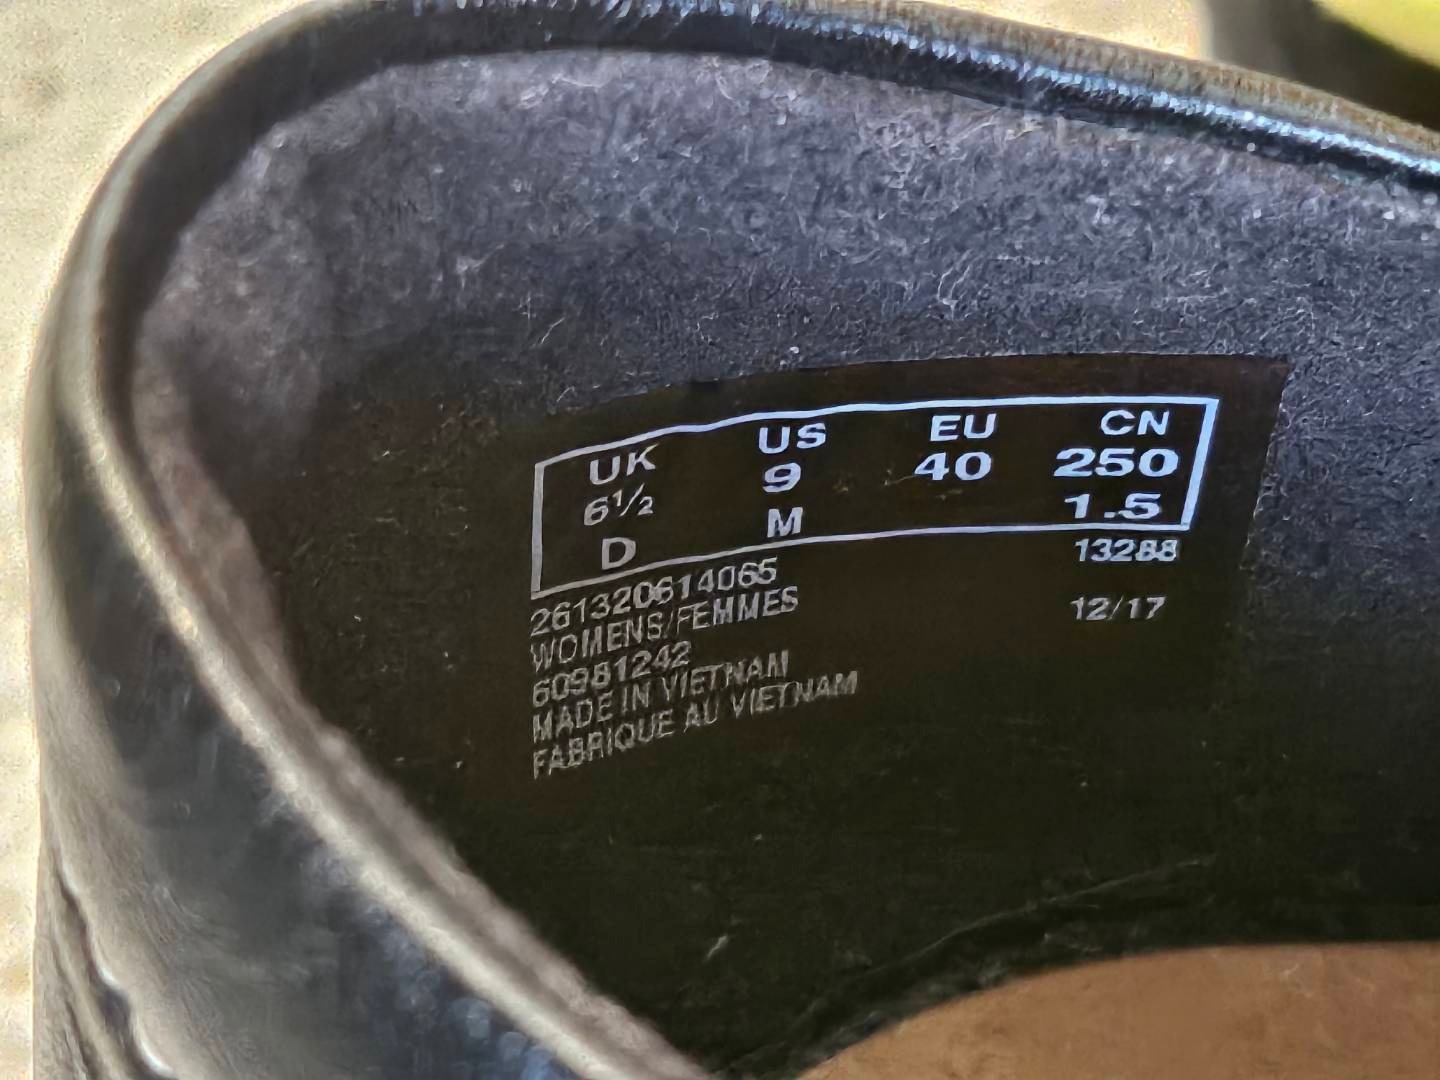 UK US EU CN
6½ 9 40 250
D M 1.5
261320614065 13288
WOMENS/FEMMES 12/17
60981242
MADE IN VIETNAM
FABRIQUE AU VIETNAM